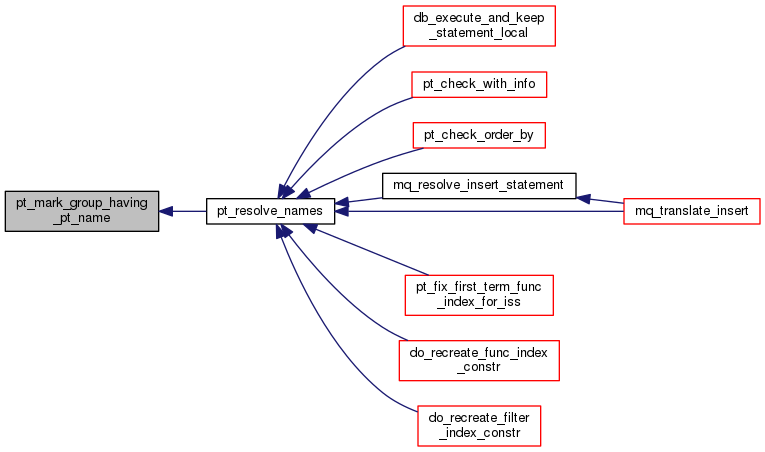 db_execute_and_keep
_statement_local
pt_check_with_info
pt_check_order_by
mq_resolve_insert_statement
pt_mark_group_having
_pt_name
pt_resolve_names
mq_translate_insert
pt_fix_first_term_func
_index_for_iss
do_recreate_func_index
_constr
do_recreate_filter
_index_constr